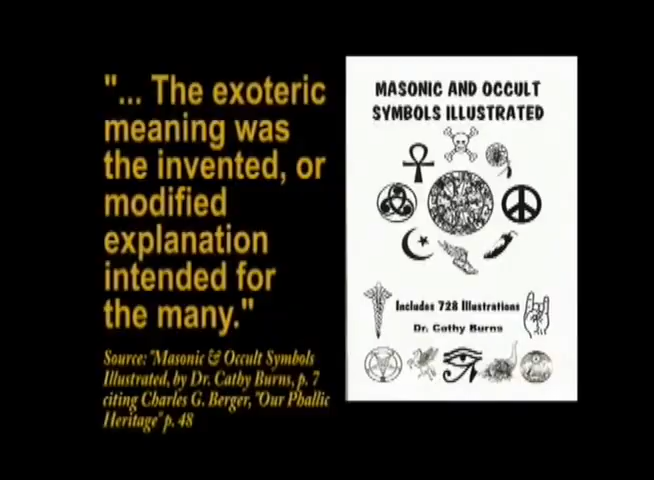 "... The exoteric
meaning was
the invented, or
modified
explanation
intended for
the many."
Source: "Masonic & Occult Symbols
Illustrated, by Dr. Cathy Burns, p. 7
citing Charles G. Berger, "Our Phallic
Heritage" p. 48
MASONIC AND OCCULT
SYMBOLS ILLUSTRATED
Includes 728 Illustrations
Dr. Cathy Burns